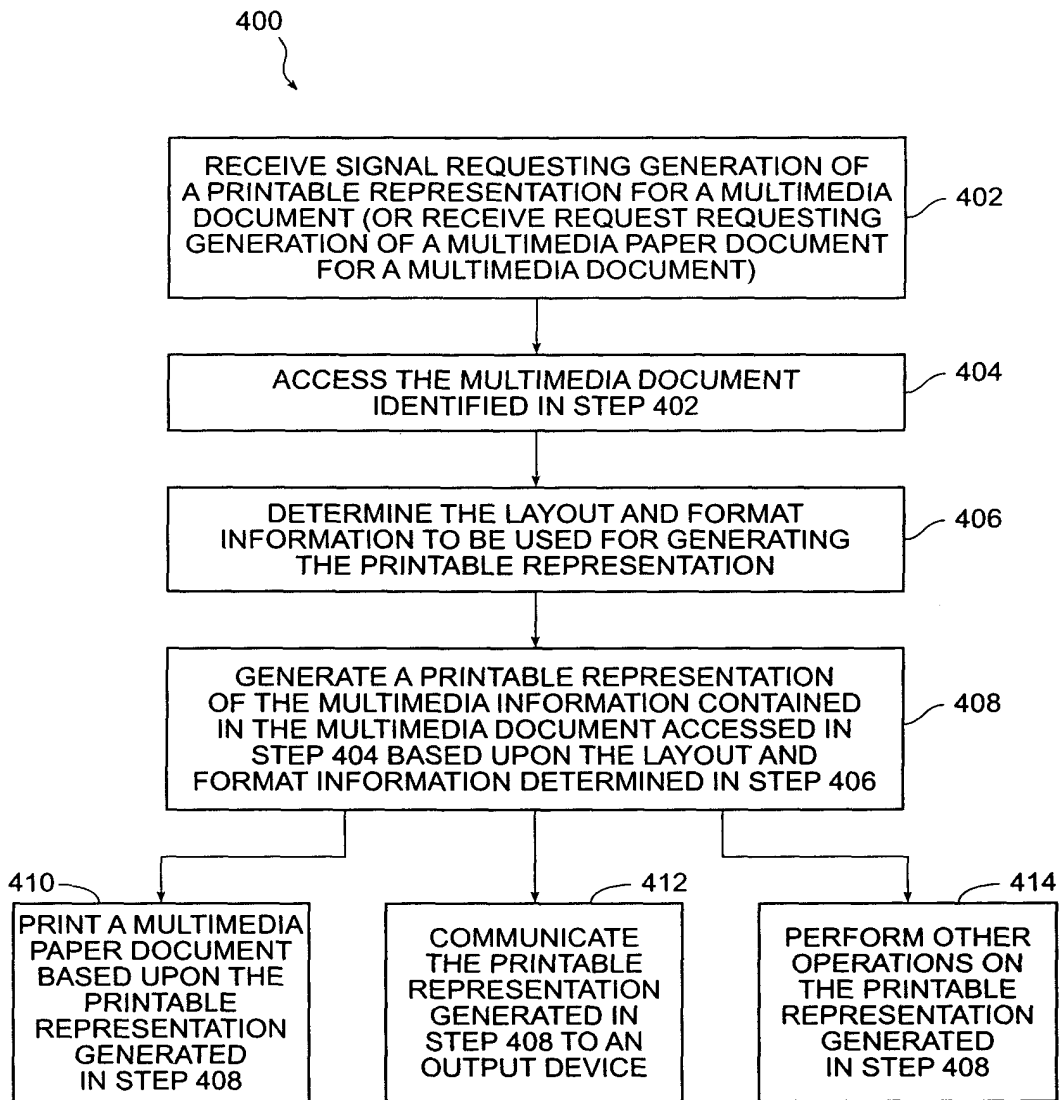 400
RECEIVE SIGNAL REQUESTING GENERATION OF
A PRINTABLE REPRESENTATION FOR A MULTIMEDIA
DOCUMENT (OR RECEIVE REQUEST REQUESTING
GENERATION OF A MULTIMEDIA PAPER DOCUMENT
FOR A MULTIMEDIA DOCUMENT)
402
ACCESS THE MULTIMEDIA DOCUMENT
IDENTIFIED IN STEP 402
404
DETERMINE THE LAYOUT AND FORMAT
INFORMATION TO BE USED FOR GENERATING
THE PRINTABLE REPRESENTATION
406
GENERATE A PRINTABLE REPRESENTATION
OF THE MULTIMEDIA INFORMATION CONTAINED
IN THE MULTIMEDIA DOCUMENT ACCESSED IN
STEP 404 BASED UPON THE LAYOUT AND
FORMAT INFORMATION DETERMINED IN STEP 406
408
410
PRINT A MULTIMEDIA
PAPER DOCUMENT
BASED UPON THE
PRINTABLE
REPRESENTATION
GENERATED
IN STEP 408
412
COMMUNICATE
THE PRINTABLE
REPRESENTATION
GENERATED IN
STEP 408 TO AN
OUTPUT DEVICE
414
PERFORM OTHER
OPERATIONS ON
THE PRINTABLE
REPRESENTATION
GENERATED
IN STEP 408